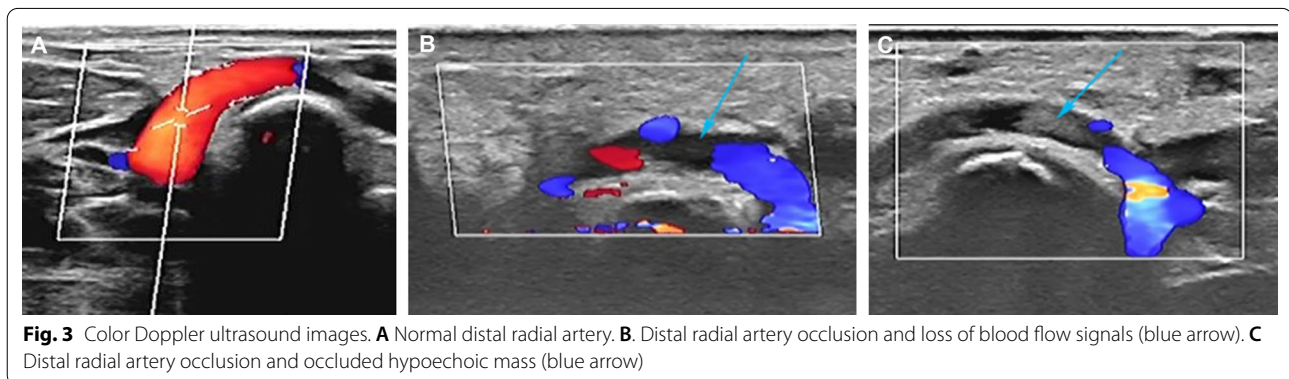 A
B
C
Fig. 3 Color Doppler ultrasound images. A Normal distal radial artery. B. Distal radial artery occlusion and loss of blood flow signals (blue arrow). C
Distal radial artery occlusion and occluded hypoechoic mass (blue arrow)